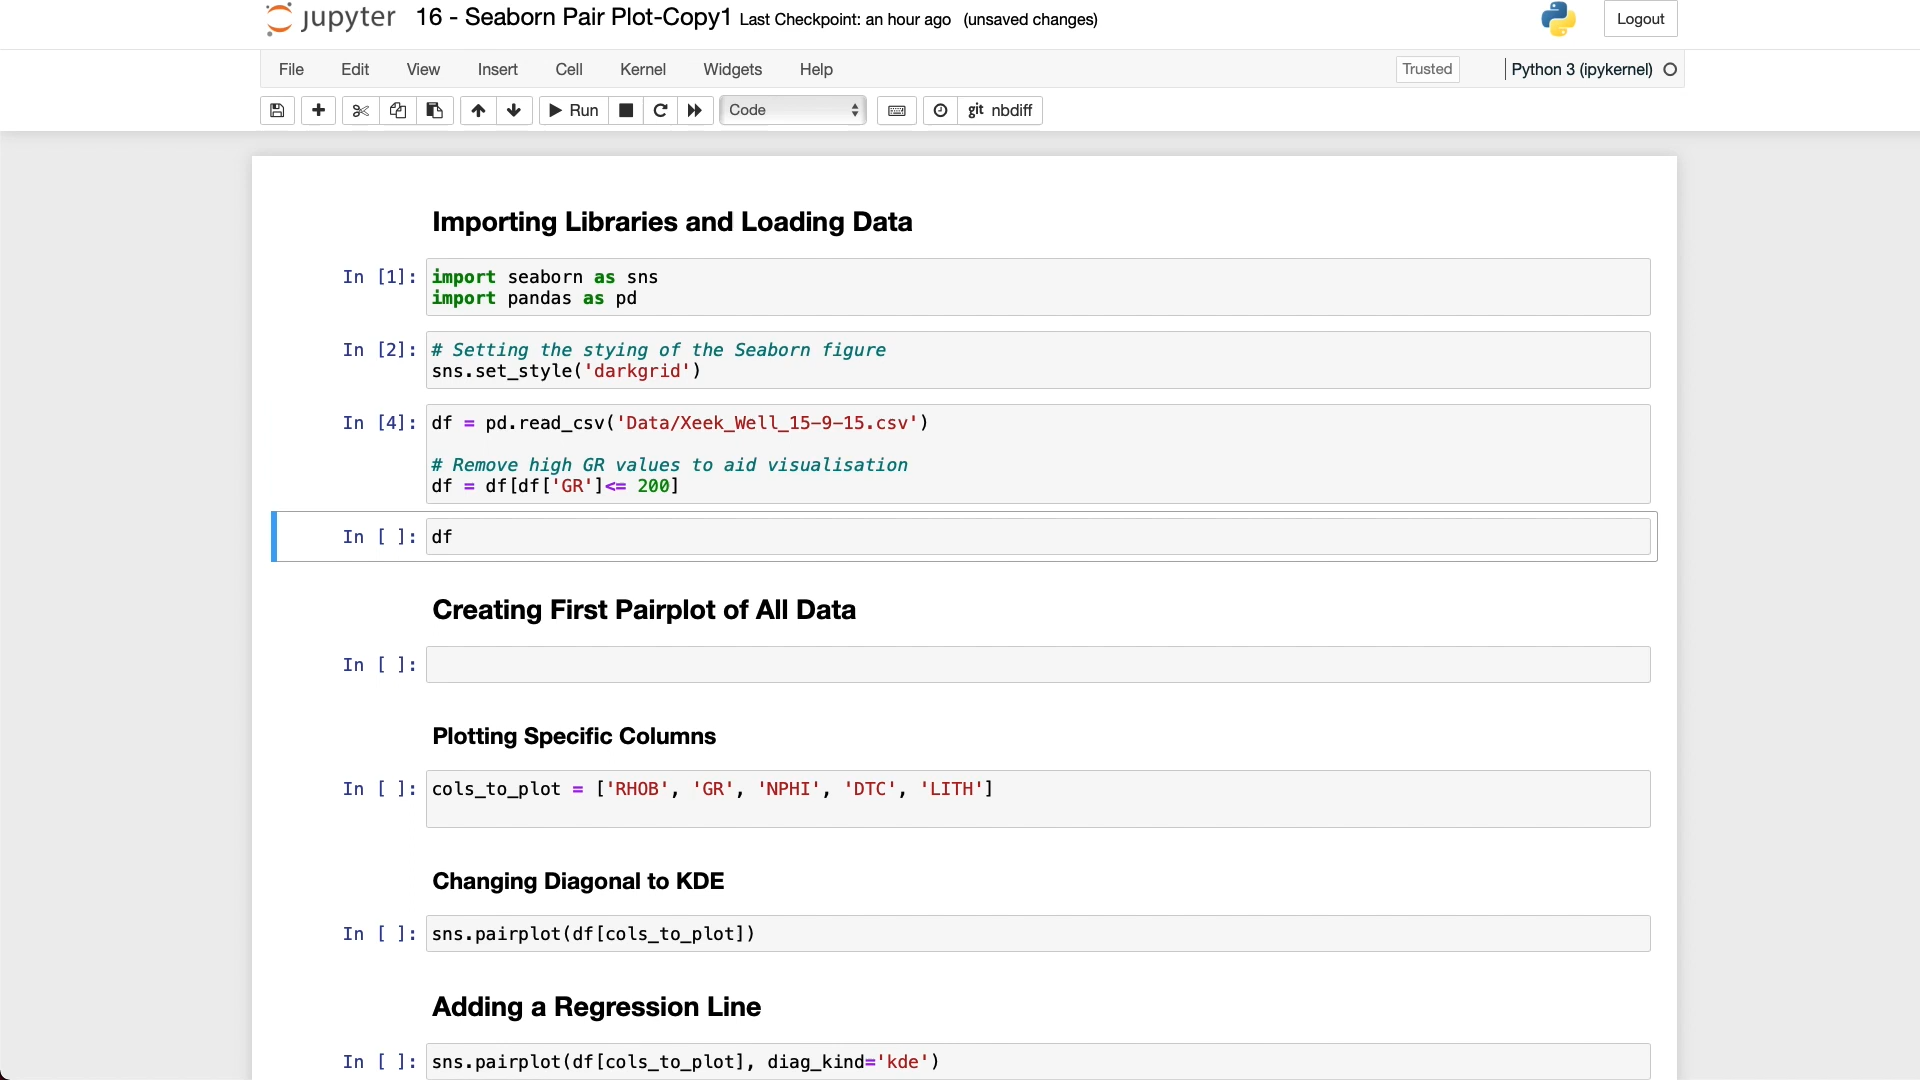 jupyter 16 - Seaborn Pair Plot-Copy1 Last Checkpoint: an hour ago (unsaved changes) Logout
File Edit View Insert Cell Kernel Widgets Help Trusted Python 3 (ipykernel)
Run Code git nbdiff
Importing Libraries and Loading Data
In [1]: import seaborn as sns
import pandas as pd
In [2]: # Setting the stying of the Seaborn figure
sns.set_style('darkgrid')
In [4]: df = pd.read_csv('Data/Xeek_Well_15-9-15.csv')
# Remove high GR values to aid visualisation
df = df[df['GR']<= 200]
In [ ]: df
Creating First Pairplot of All Data
In [ ]:
Plotting Specific Columns
In [ ]: cols_to_plot = ['RHOB', 'GR', 'NPHI', 'DTC', 'LITH']
Changing Diagonal to KDE
In [ ]: sns.pairplot(df[cols_to_plot])
Adding a Regression Line
In [ ]: sns.pairplot(df[cols_to_plot], diag_kind='kde')